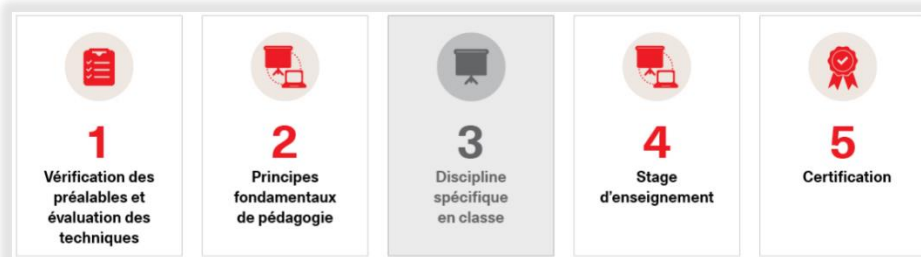 1
Vérification des
préalables et
évaluation des
techniques
2
Principes
fondamentaux
de pédagogie
3
Discipline
spécifique
en classe
4
Stage
d'enseignement
5
Certification